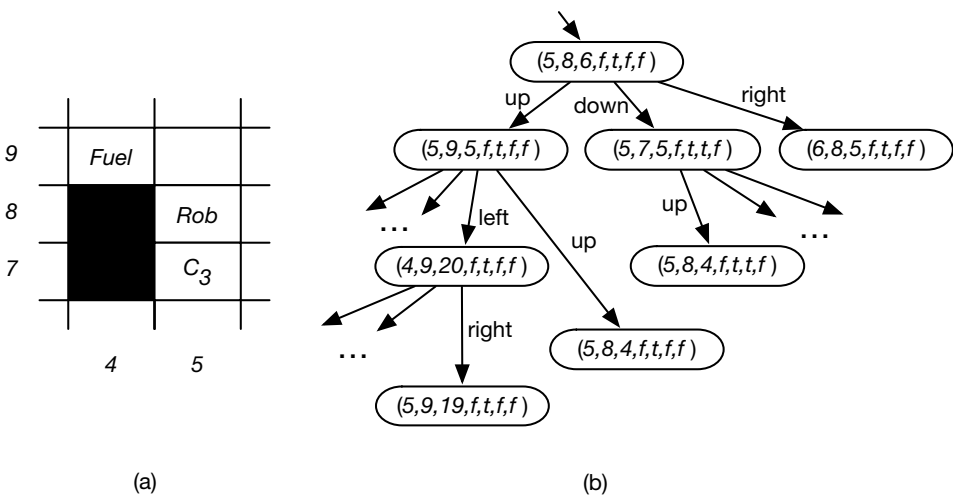 9
Fuel
8
Rob
7
C3
4
5
(a)
(5,8,6,f,t,f,f )
up
down
right
(5,9,5,f,t,f,f )
(5,7,5,f,t,t,f )
(6,8,5,f,t,f,f )
...
left
up
up
...
(4,9,20,f,t,f,f )
(5,8,4,f,t,t,f )
...
right
(5,8,4,f,t,f,f )
(5,9,19,f,t,f,f )
(b)